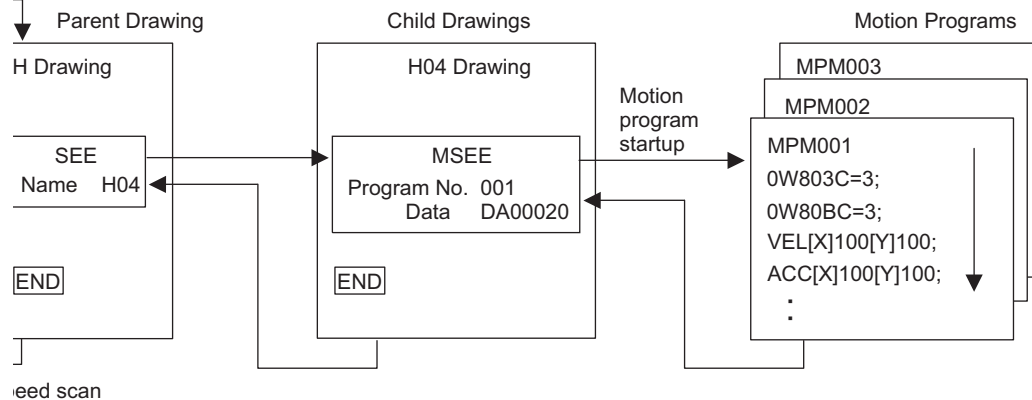 Parent Drawing
Child Drawings
Motion Programs
H Drawing
SEE
Name H04
END
H04 Drawing
MSEE
Program No. 001
Data DA00020
END
Motion
program
startup
MPM003
MPM002
MPM001
0W803C=3;
0W80BC=3;
VEL[X]100[Y]100;
ACC[X]100[Y]100;
:
scan